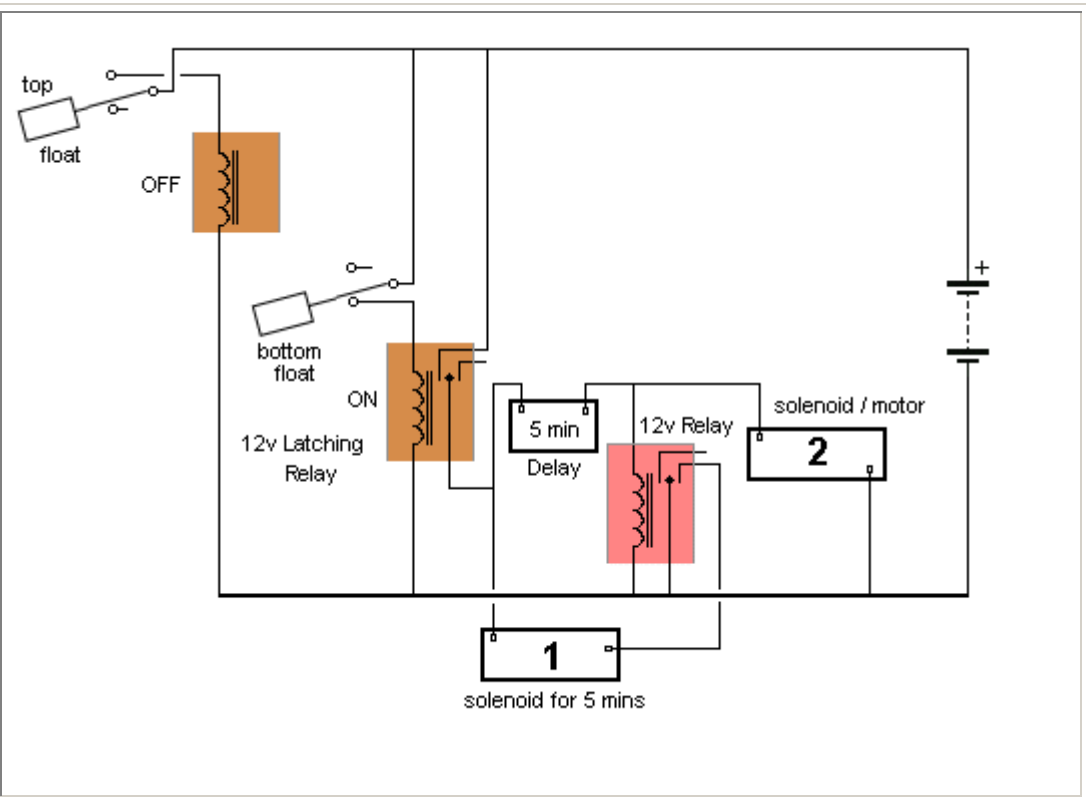 top
float
OFF
+
bottom
float
ON
12v Latching
Relay
5 min
Delay
12v Relay
solenoid / motor
2
1
solenoid for 5 mins